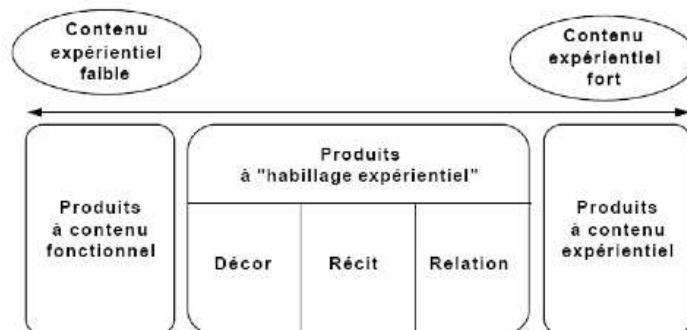 Contenu
expérientiel
faible
Contenu
expérientiel
fort
Produits
à contenu
fonctionnel
Produits
à "habillage expérientiel"
Décor
Récit
Relation
Produits
à contenu
expérientiel